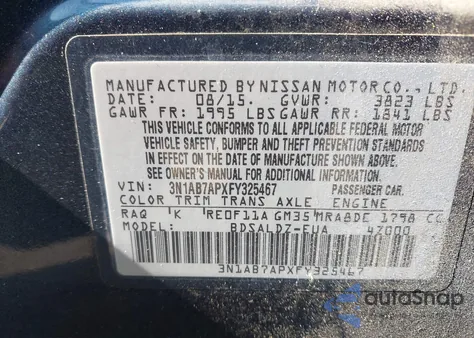 MANUFACTURED BY NISSAN MOTOR CO., LTD.
DATE: 08/15. GVWR: 3823 LBS
GAWR FR: 1995 LBS GAWR RR: 1841 LBS
THIS VEHICLE CONFORMS TO ALL APPLICABLE FEDERAL MOTOR
VEHICLE SAFETY, BUMPER AND THEFT PREVENTION STANDARDS
IN EFFECT ON THE DATE OF MANUFACTURE SHOWN ABOVE.
SEE OWNER'S MANUAL FOR ADDITIONAL INFORMATION.
VIN: 3N1AB7APXFY325467 PASSENGER CAR.
COLOR TRIM TRANS AXLE ENGINE
RAQ K RE0F11A GM35 MRA8DE 1798 CC
MODEL: BDSALDZ-EUA 47000
3N1AB7APXFY325467
autoSnap